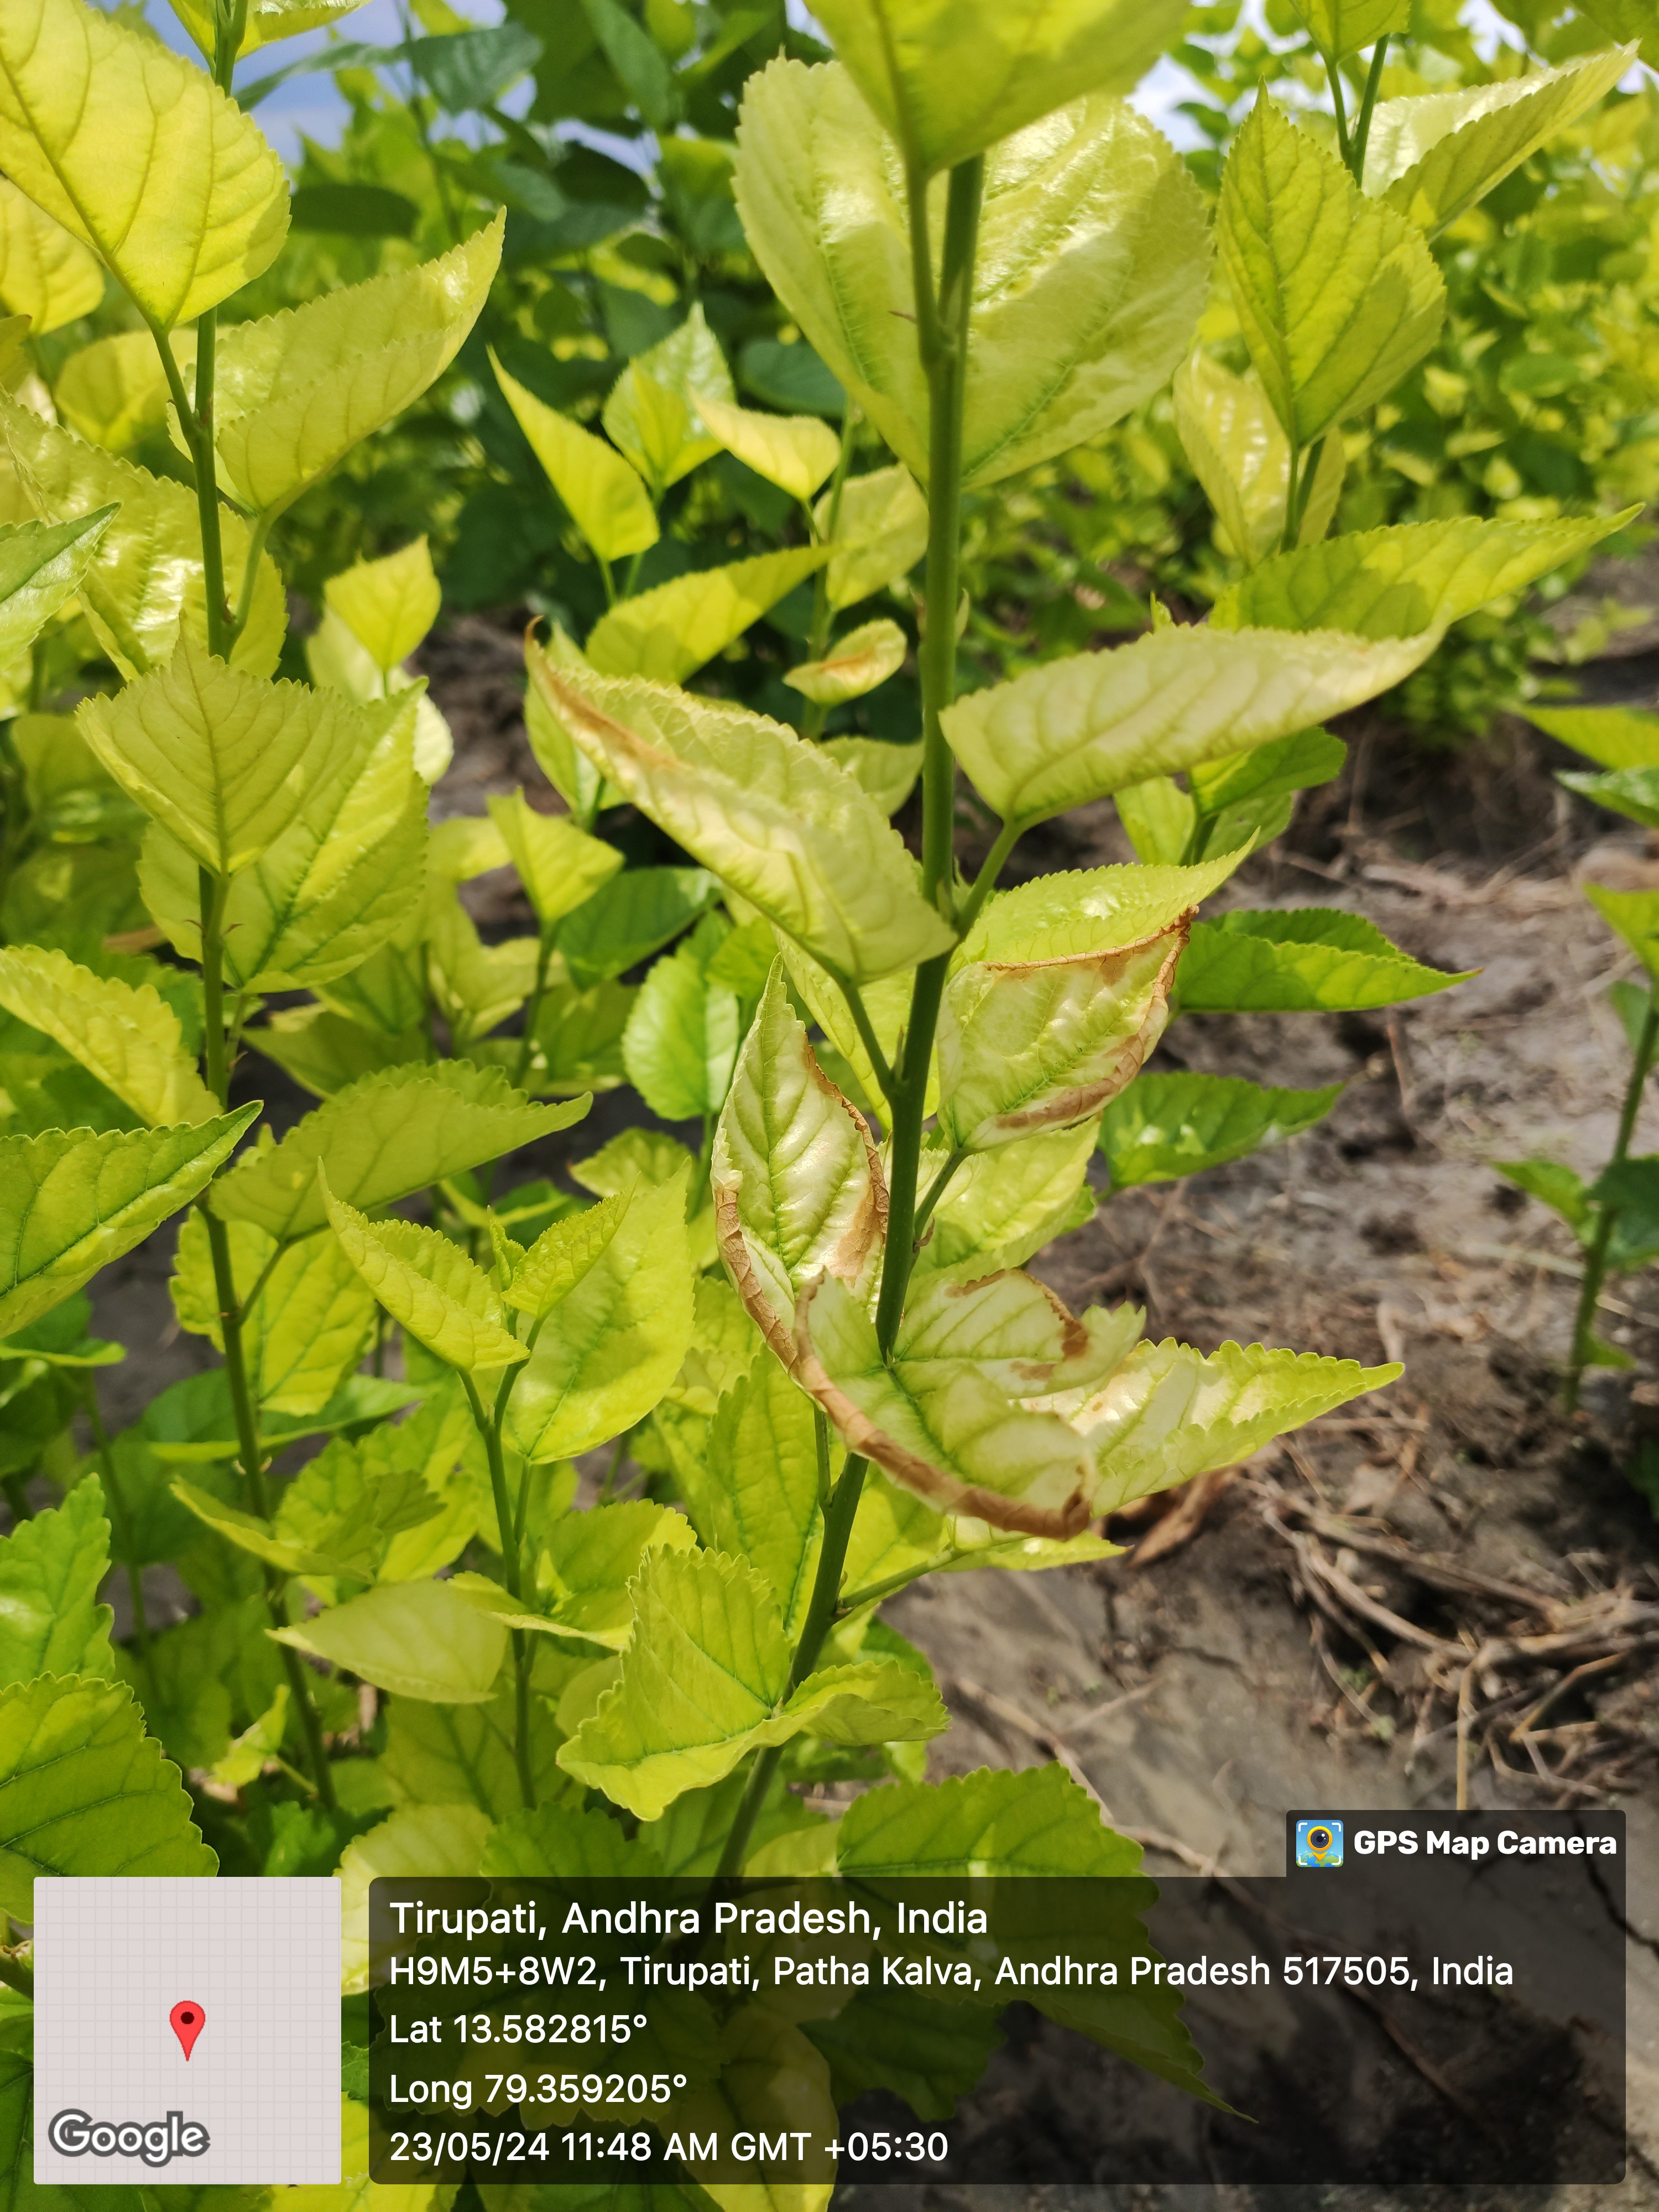 GPS Map Camera
Tirupati, Andhra Pradesh, India
H9M5+8W2, Tirupati, Patha Kalva, Andhra Pradesh 517505, India
Lat 13.582815°
Long 79.359205°
23/05/24 11:48 AM GMT +05:30
Google